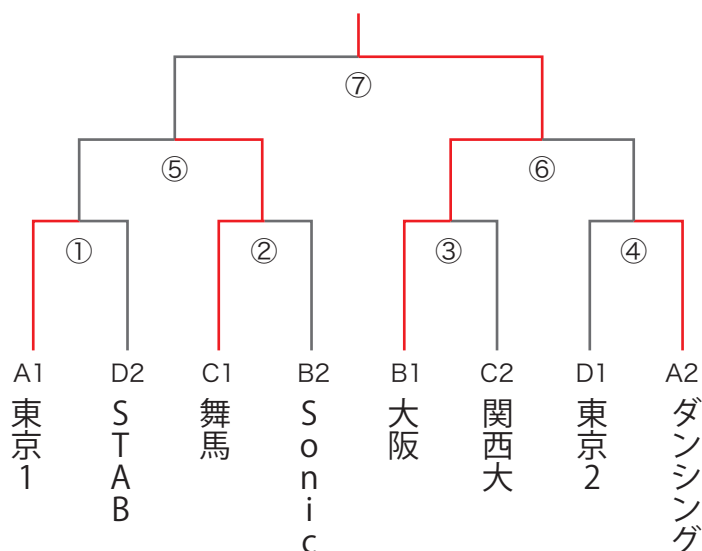 ⑦
⑤
⑥
①
②
③
④
A1
D2
C1
B2
B1
C2
D1
A2
東京1
STAB
舞馬
Sonic
大阪
関西大
東京2
ダンシング